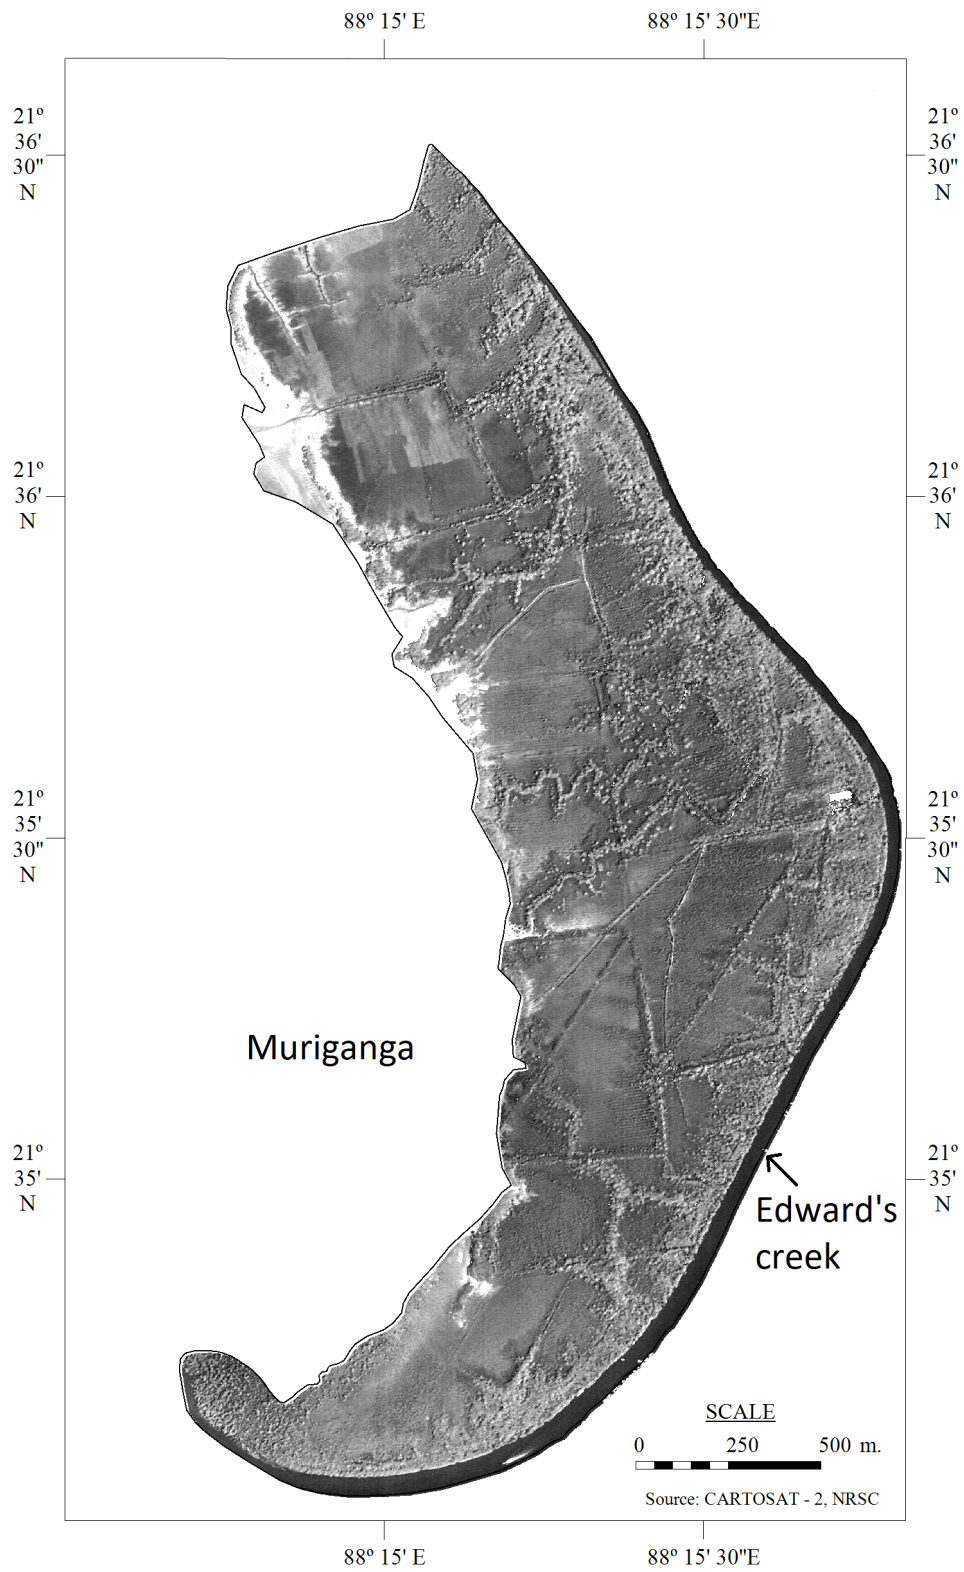 88º 15' E
88º 15' 30"E
21º
36'
30"
N
21º
36'
30"
N
21º
36'
N
21º
36'
N
21º
35'
30"
N
21º
35'
30"
N
Muriganga
21º
35'
N
21º
35'
N
Edward's
creek
SCALE
0 250 500 m.
Source: CARTOSAT - 2, NRSC
88º 15' E
88º 15' 30"E